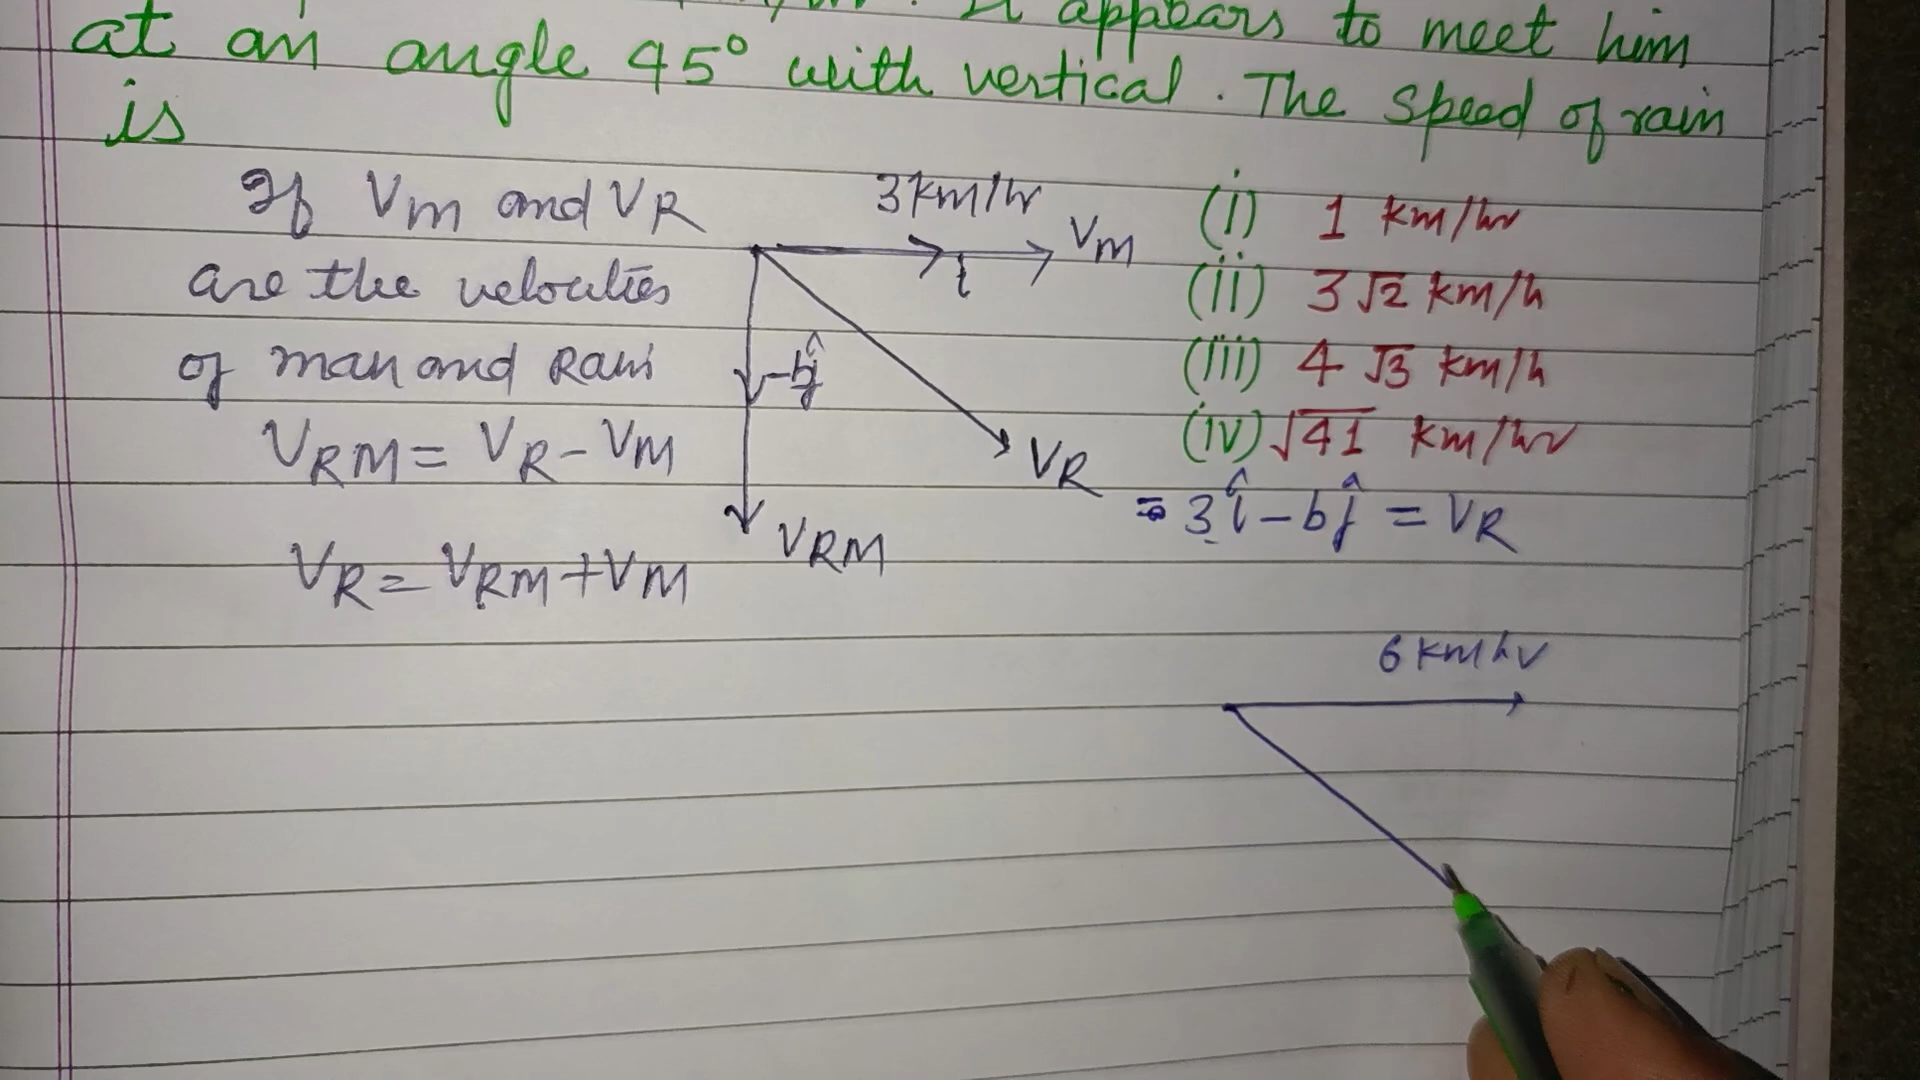 It appears to meet him
at an angle 45° with vertical. The speed of rain
is
If VM and VR
are the velocities
of man and Rain
VRM = VR - VM
VR = VRM + VM
3km/hr
VM
î
-bĵ
VR
VRM
(i) 1 km/hr
(ii) 3√2 km/h
(iii) 4√3 km/h
(iv) √41 km/hr
= 3î - bĵ = VR
6 km/hr